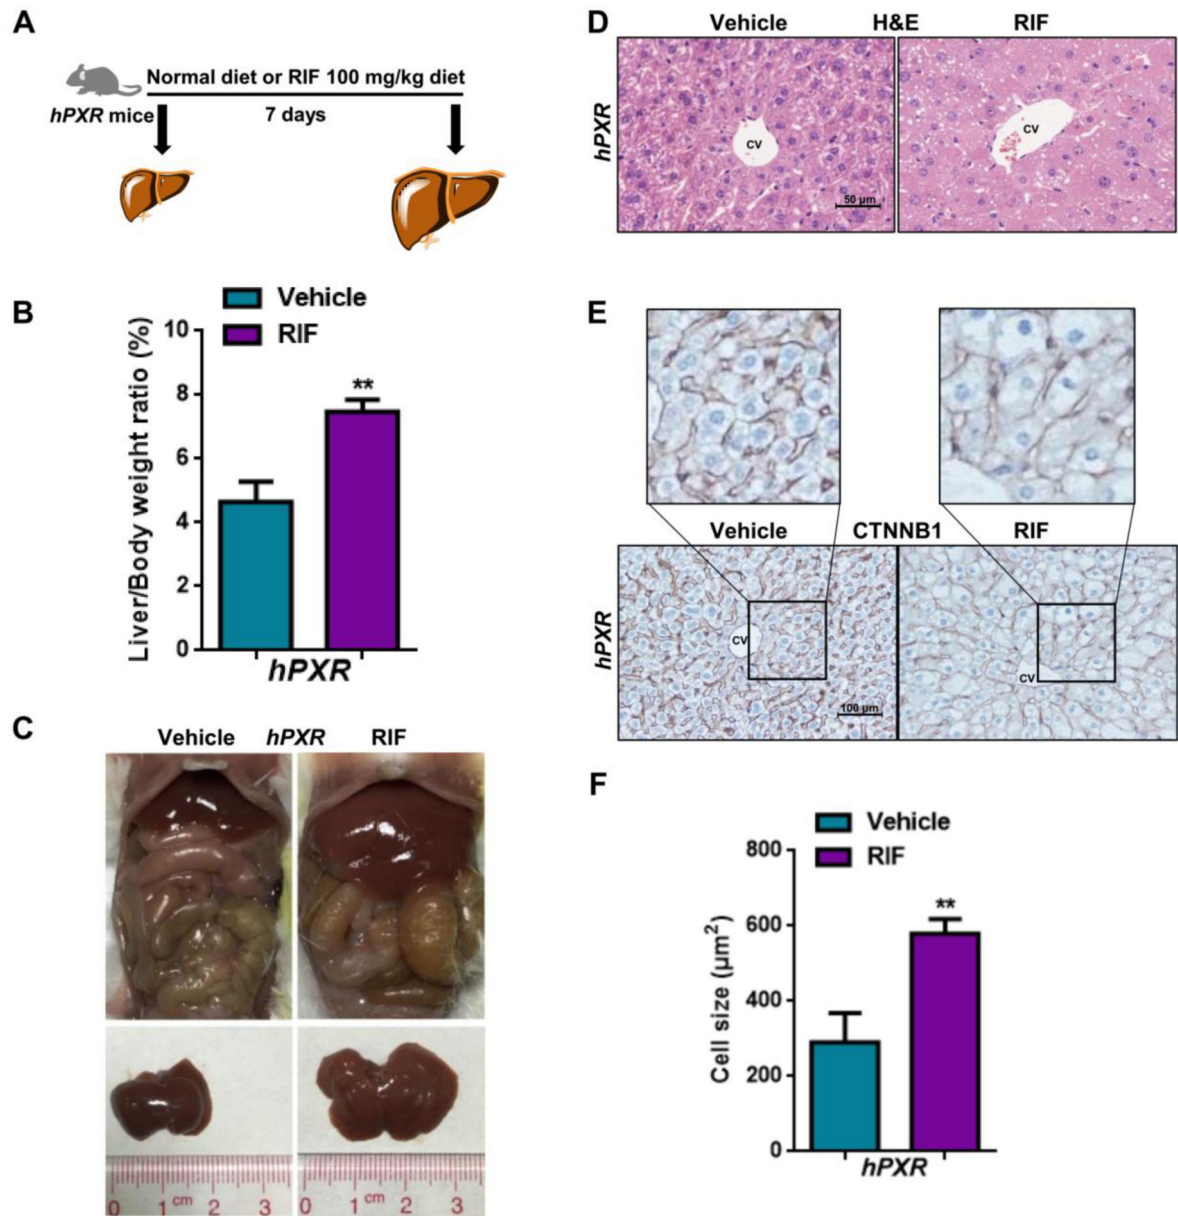 A
Normal diet or RIF 100 mg/kg diet
hPXR mice
7 days
B
Vehicle
RIF
Liver/Body weight ratio (%)
10
8
6
4
2
0
**
hPXR
C
Vehicle hPXR RIF
0 1 cm 2 3
0 1 cm 2 3
D
Vehicle H&E RIF
hPXR
CV
50 μm
CV
E
Vehicle CTNNB1 RIF
hPXR
CV
100 μm
CV
F
Vehicle
RIF
Cell size (μm²)
800
600
400
200
0
**
hPXR